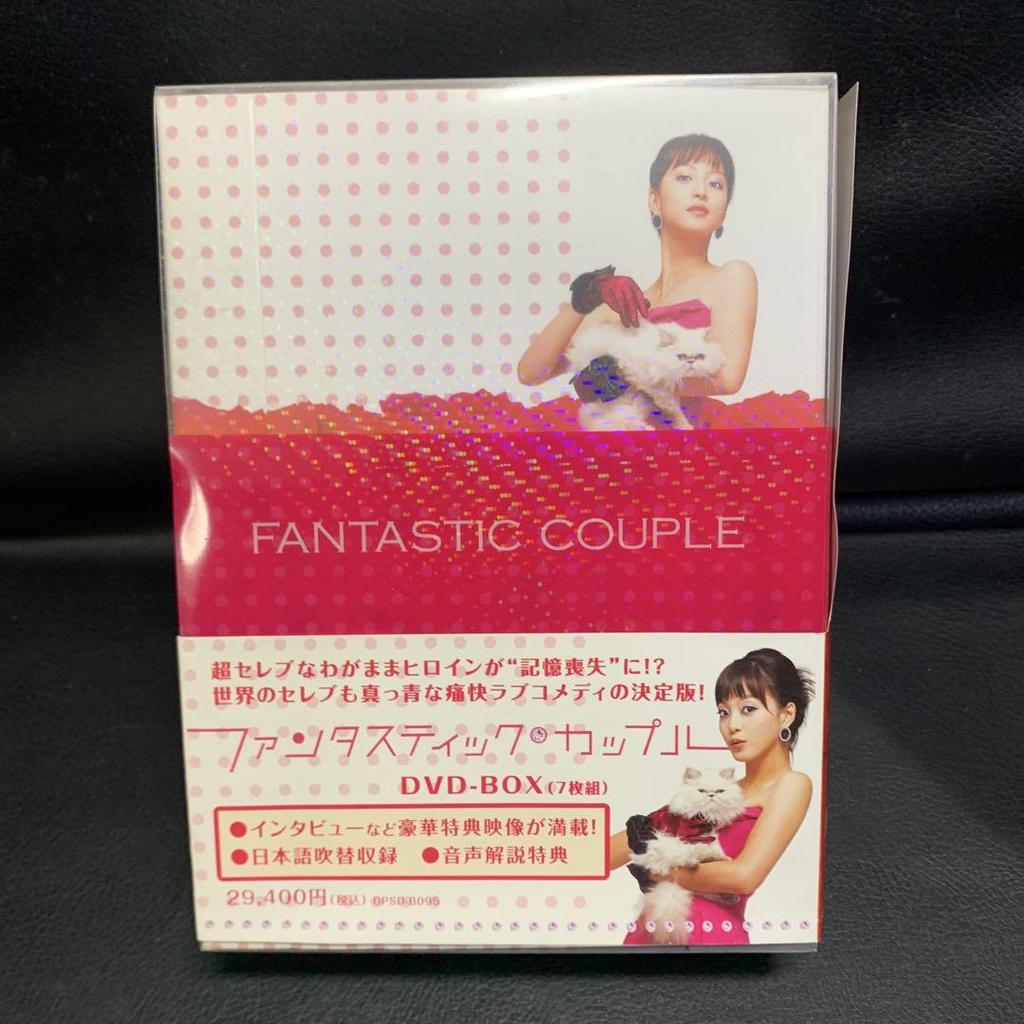 FANTASTIC COUPLE
超セレブなわがままヒロインが“記憶喪失”に!?
世界のセレブも真っ青な痛快ラブコメディの決定版!
ファンタスティック・カップル
DVD-BOX(7枚組)
●インタビューなど豪華特典映像が満載!
●日本語吹替収録 ●音声解説特典
29,400円(税込) OPSD-B095